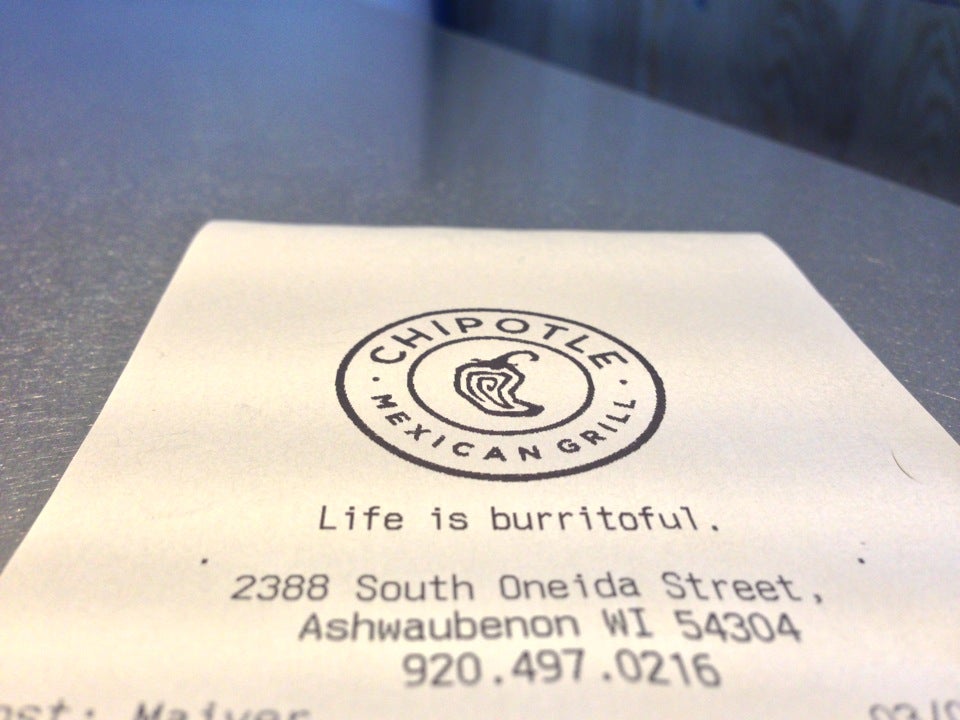 CHIPOTLE
MEXICAN GRILL
Life is burritoful.
2388 South Oneida Street,
Ashwaubenon WI 54304
920.497.0216